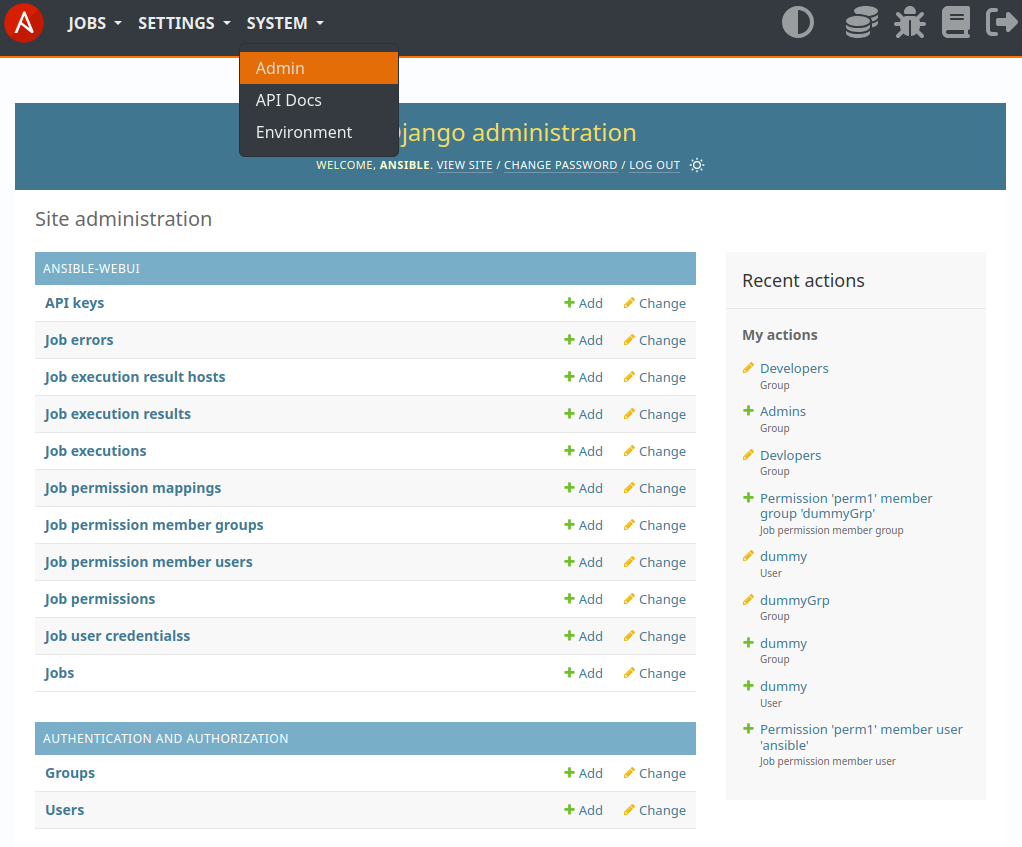 JOBS SETTINGS SYSTEM
Admin
API Docs
Environment
jango administration
WELCOME, ANSIBLE. VIEW SITE / CHANGE PASSWORD / LOG OUT
Site administration
ANSIBLE-WEBUI
API keys Add Change
Job errors Add Change
Job execution result hosts Add Change
Job execution results Add Change
Job executions Add Change
Job permission mappings Add Change
Job permission member groups Add Change
Job permission member users Add Change
Job permissions Add Change
Job user credentialss Add Change
Jobs Add Change
AUTHENTICATION AND AUTHORIZATION
Groups Add Change
Users Add Change
Recent actions
My actions
Developers
Group
Admins
Group
Devlopers
Group
Permission 'perm1' member
group 'dummyGrp'
Job permission member group
dummy
User
dummyGrp
Group
dummy
Group
dummy
User
Permission 'perm1' member user
'ansible'
Job permission member user